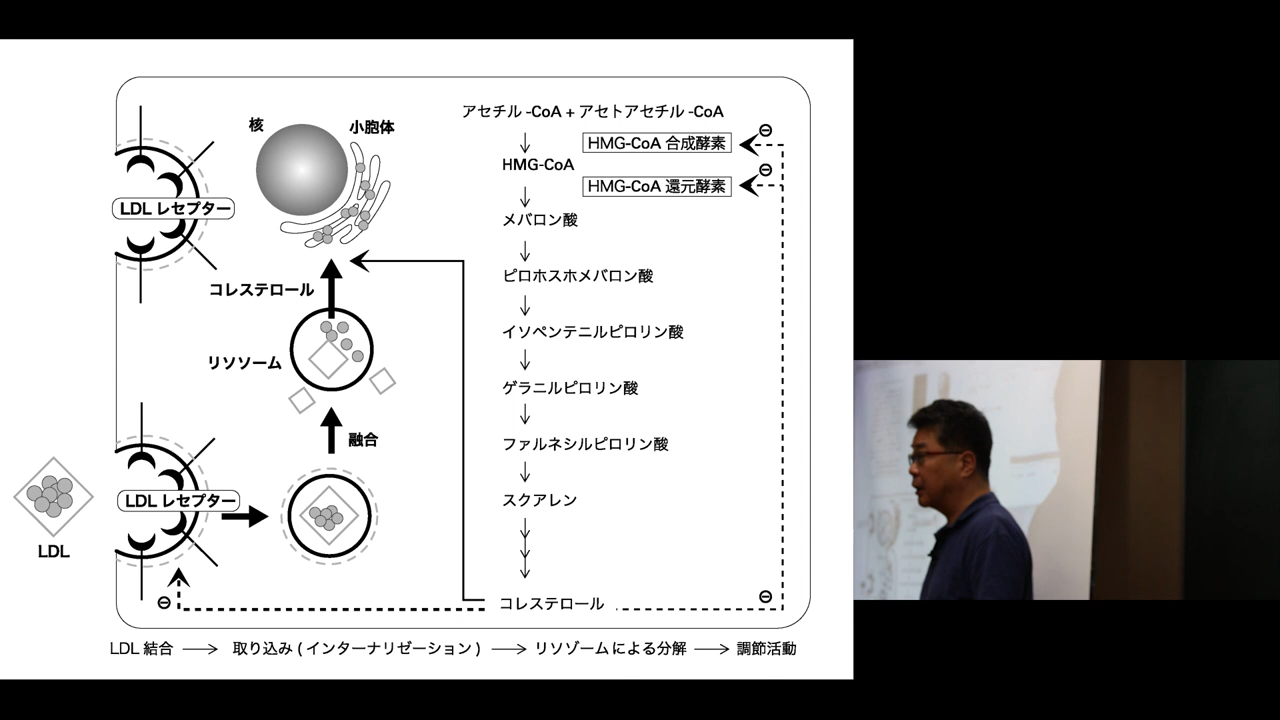 核
小胞体
LDL レセプター
コレステロール
リソソーム
融合
LDL レセプター
LDL
アセチル -CoA + アセトアセチル -CoA
HMG-CoA 合成酵素
⊖
HMG-CoA
HMG-CoA 還元酵素
⊖
メバロン酸
ピロホスホメバロン酸
イソペンテニルピロリン酸
ゲラニルピロリン酸
ファルネシルピロリン酸
スクアレン
コレステロール
⊖
⊖
LDL 結合 → 取り込み ( インターナリゼーション ) → リソゾームによる分解 → 調節活動